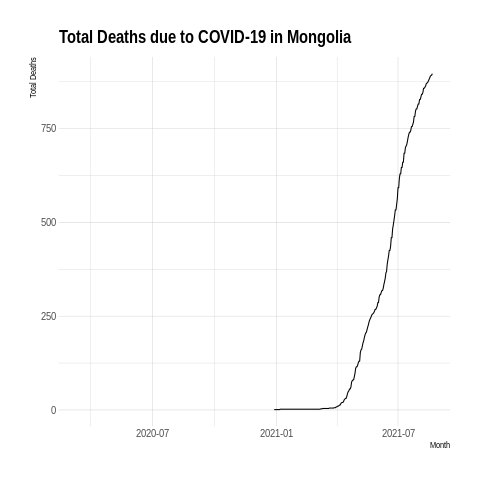 Total Deaths due to COVID-19 in Mongolia
Total Deaths
750
500
250
0
2020-07
2021-01
2021-07
Month